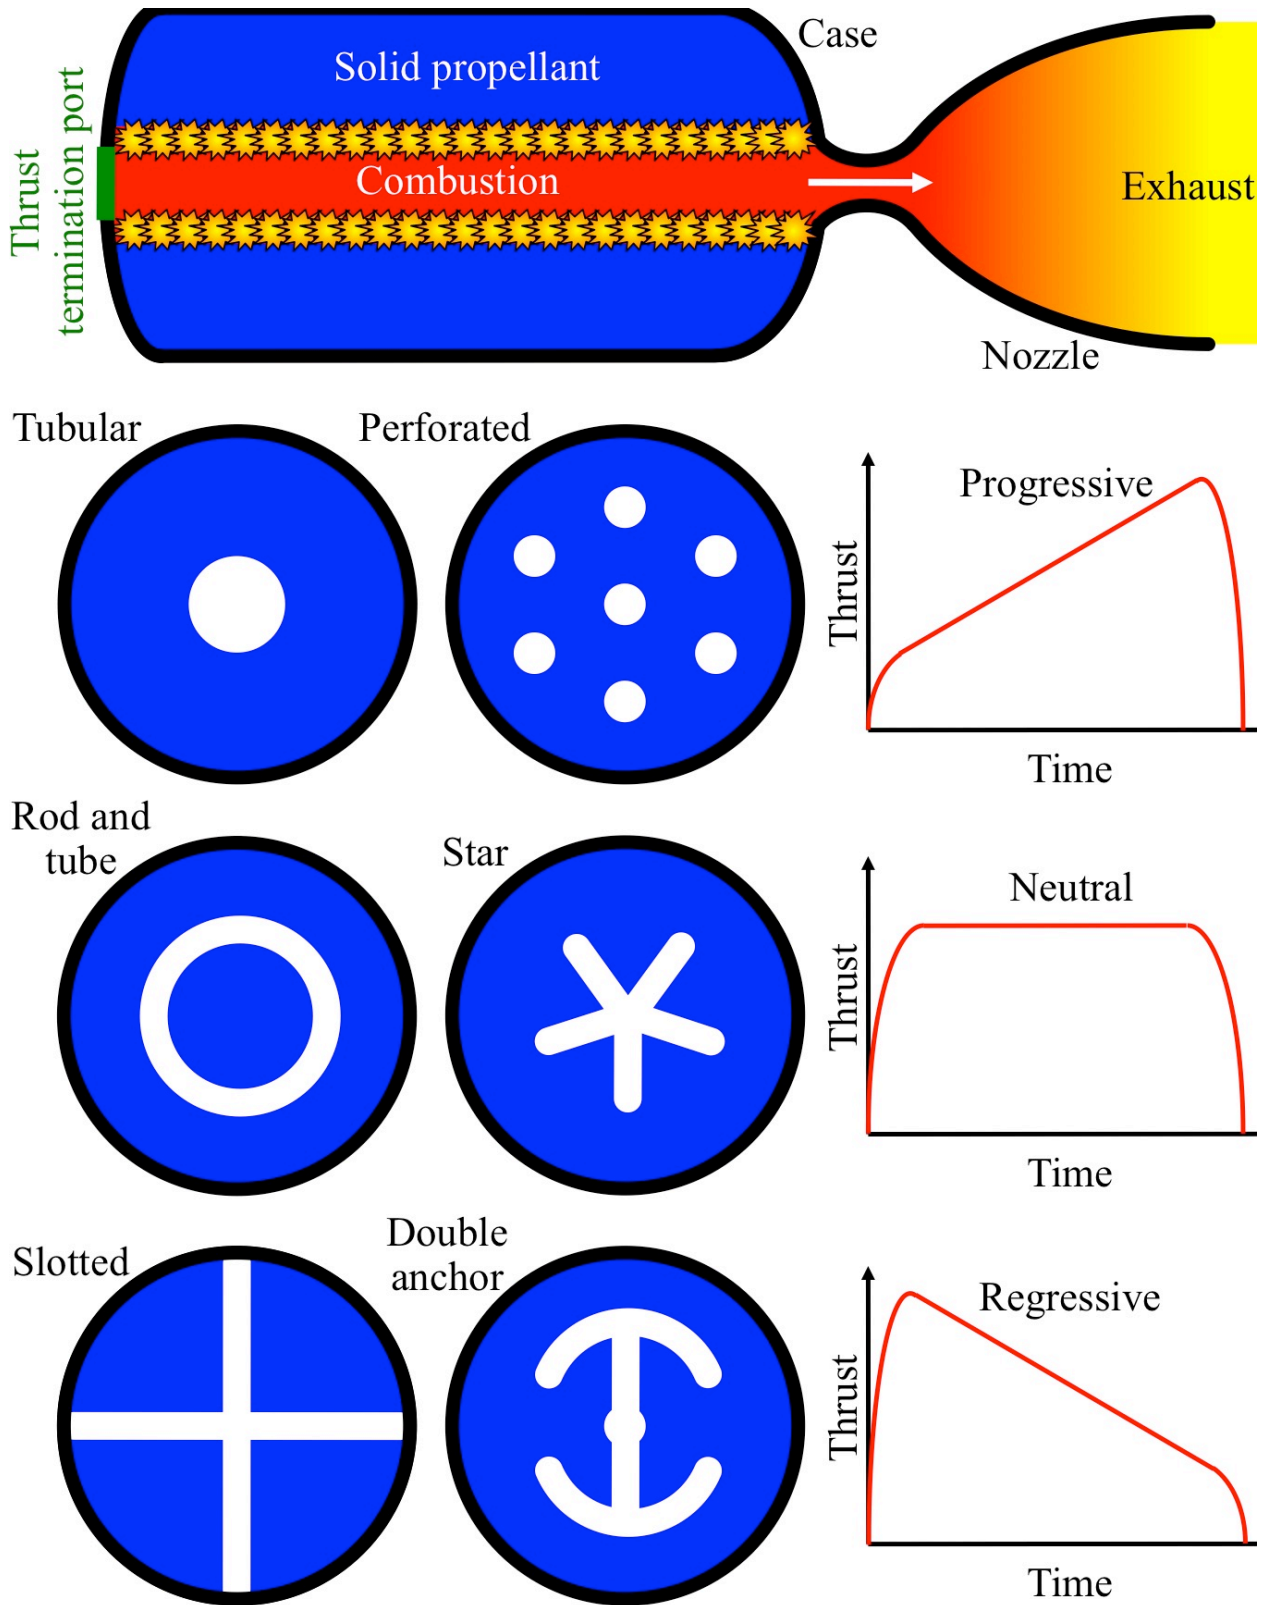 Case
Solid propellant
Thrust
termination port
Combustion
Exhaust
Nozzle
Tubular
Perforated
Progressive
Thrust
Time
Rod and
tube
Star
Neutral
Thrust
Time
Slotted
Double
anchor
Regressive
Thrust
Time